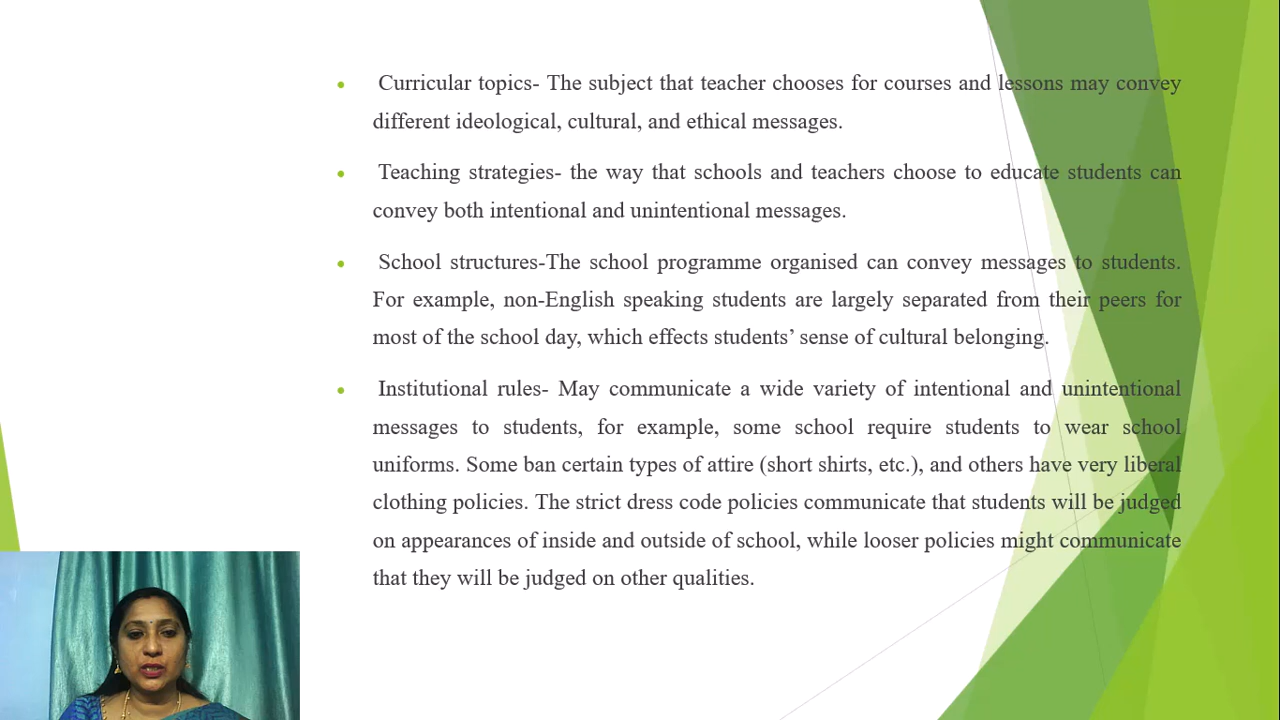 • Curricular topics- The subject that teacher chooses for courses and lessons may convey
different ideological, cultural, and ethical messages.
• Teaching strategies- the way that schools and teachers choose to educate students can
convey both intentional and unintentional messages.
• School structures-The school programme organised can convey messages to students.
For example, non-English speaking students are largely separated from their peers for
most of the school day, which effects students’ sense of cultural belonging.
• Institutional rules- May communicate a wide variety of intentional and unintentional
messages to students, for example, some school require students to wear school
uniforms. Some ban certain types of attire (short shirts, etc.), and others have very liberal
clothing policies. The strict dress code policies communicate that students will be judged
on appearances of inside and outside of school, while looser policies might communicate
that they will be judged on other qualities.